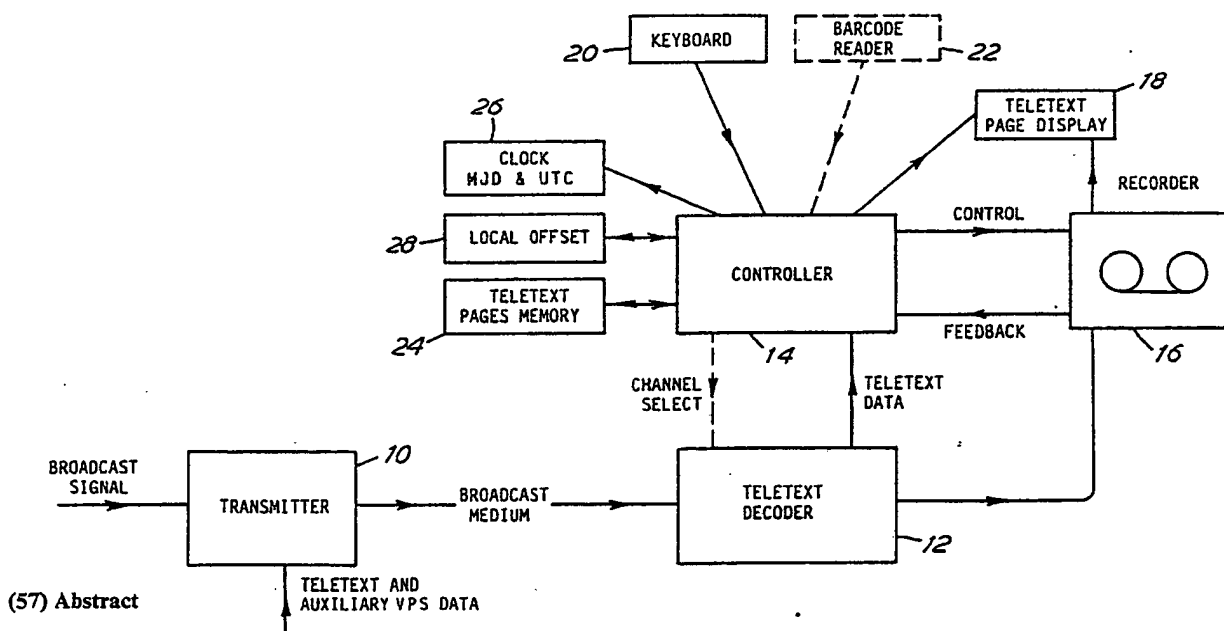 KEYBOARD
20
BARCODE
READER
22
18
TELETEXT
PAGE DISPLAY
26
CLOCK
MJD & UTC
RECORDER
28
LOCAL OFFSET
CONTROL
CONTROLLER
TELETEXT
PAGES MEMORY
24
FEEDBACK
14
16
CHANNEL
SELECT
TELETEXT
DATA
10
BROADCAST
SIGNAL
TRANSMITTER
BROADCAST
MEDIUM
TELETEXT
DECODER
12
TELETEXT AND
AUXILIARY VPS DATA
(57) Abstract